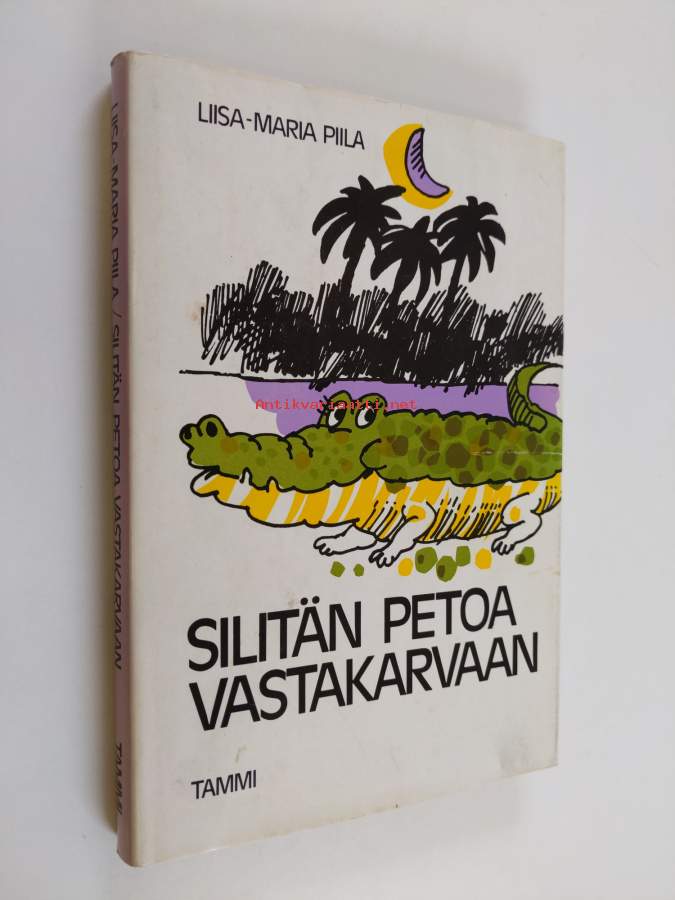 LIISA-MARIA PIILA
Antikvariaatti.net
SILITÄN PETOA
VASTAKARVAAN
TAMMI
LIISA-MARIA PIILA / SILITÄN PETOA VASTAKARVAAN
TAMMI